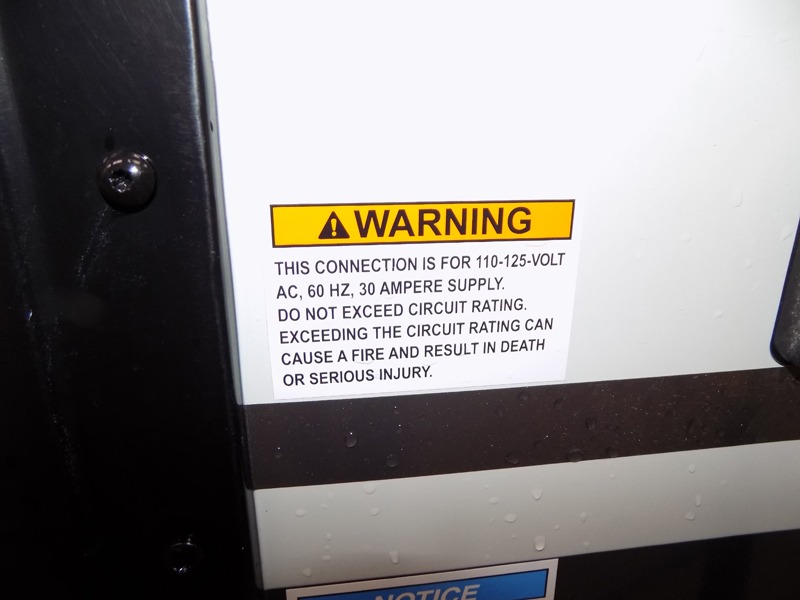 WARNING
THIS CONNECTION IS FOR 110-125-VOLT
AC, 60 HZ, 30 AMPERE SUPPLY.
DO NOT EXCEED CIRCUIT RATING.
EXCEEDING THE CIRCUIT RATING CAN
CAUSE A FIRE AND RESULT IN DEATH
OR SERIOUS INJURY.
NOTICE